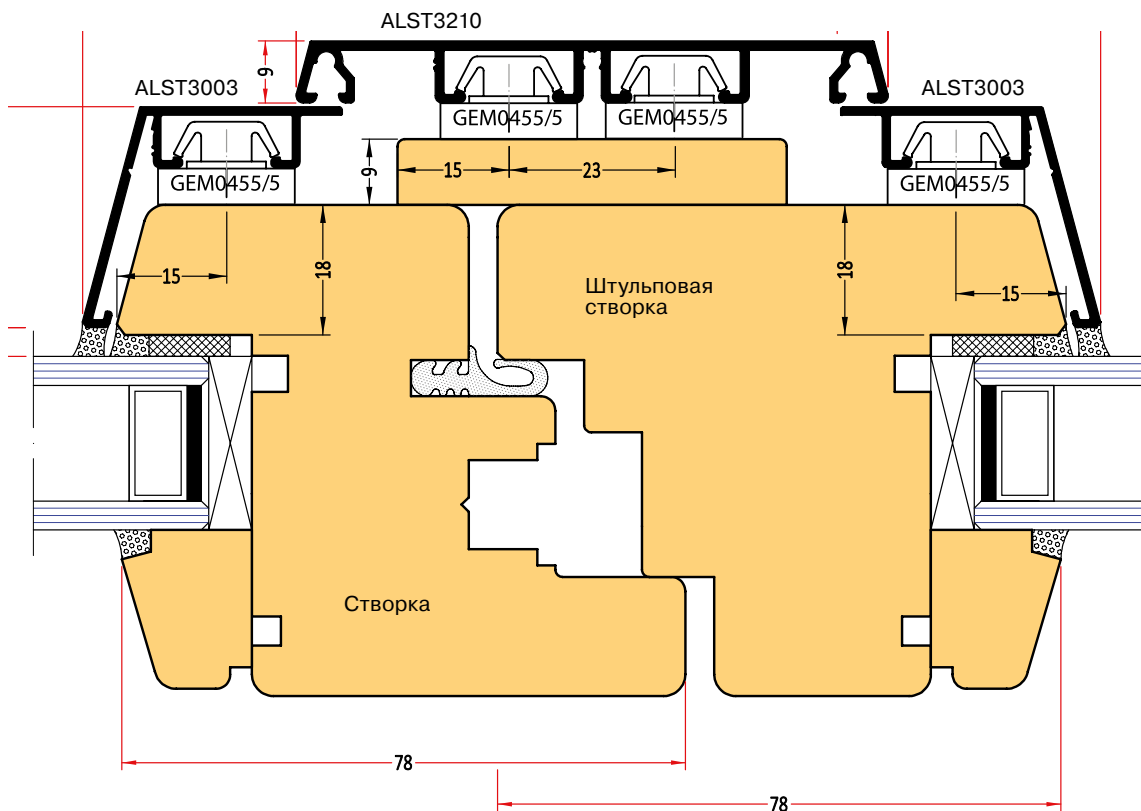 ALST3210
9
ALST3003
ALST3003
GEM0455/5
GEM0455/5
9
15
23
GEM0455/5
GEM0455/5
15
18
Штульповая
створка
18
15
Створка
78
78